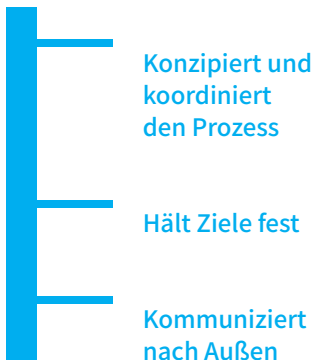 Konzipiert und
koordiniert
den Prozess
Hält Ziele fest
Kommuniziert
nach Außen